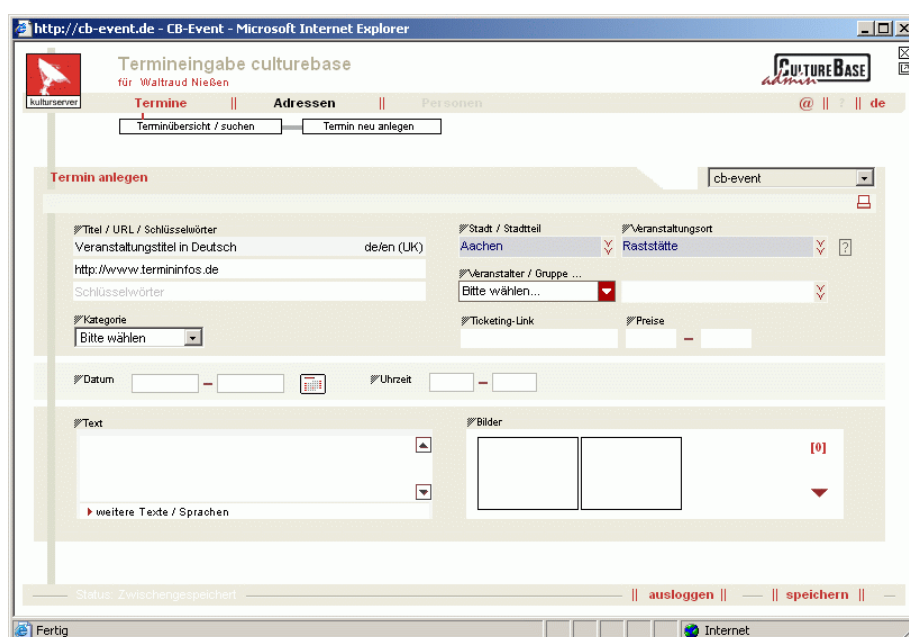 http://cb-event.de - CB-Event - Microsoft Internet Explorer
Termineingabe culturebase
für Waltraud Nießen
CULTUREBASE
admin
kulturserver
Termine || Adressen || Personen
@ || ? || de
Terminübersicht / suchen
Termin neu anlegen
Termin anlegen
cb-event
Titel / URL / Schlüsselwörter
Stadt / Stadtteil
Veranstaltungsort
Veranstaltungstitel in Deutsch de/en (UK)
Aachen
Raststätte
?
http://www.termininfos.de
Veranstalter / Gruppe ...
Schlüsselwörter
Bitte wählen...
Kategorie
Ticketing-Link
Preise
Bitte wählen
–
Datum
–
Uhrzeit
–
Text
Bilder
[0]
weitere Texte / Sprachen
Status: Zwischengespeichert
|| ausloggen || — || speichern ||
Fertig
Internet